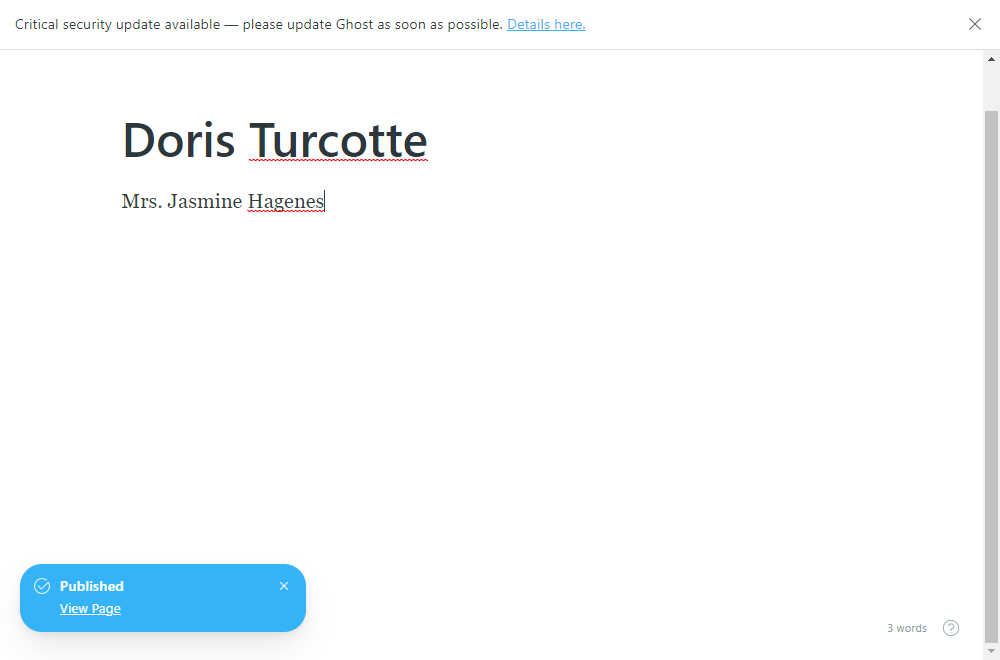 Critical security update available — please update Ghost as soon as possible. Details here.
Doris Turcotte
Mrs. Jasmine Hagenes
Published
View Page
3 words